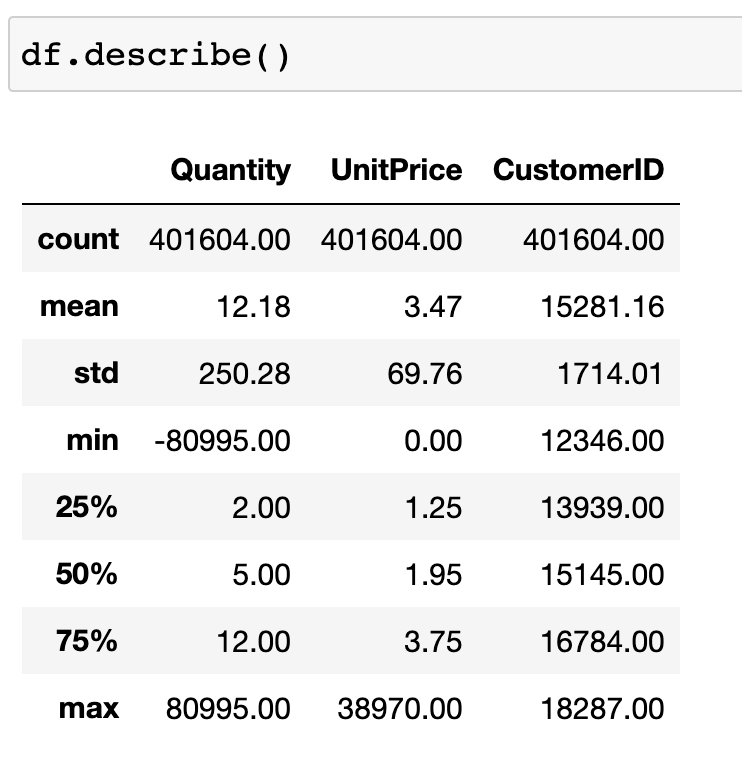 df.describe()
Quantity UnitPrice CustomerID
count 401604.00 401604.00 401604.00
mean 12.18 3.47 15281.16
std 250.28 69.76 1714.01
min -80995.00 0.00 12346.00
25% 2.00 1.25 13939.00
50% 5.00 1.95 15145.00
75% 12.00 3.75 16784.00
max 80995.00 38970.00 18287.00